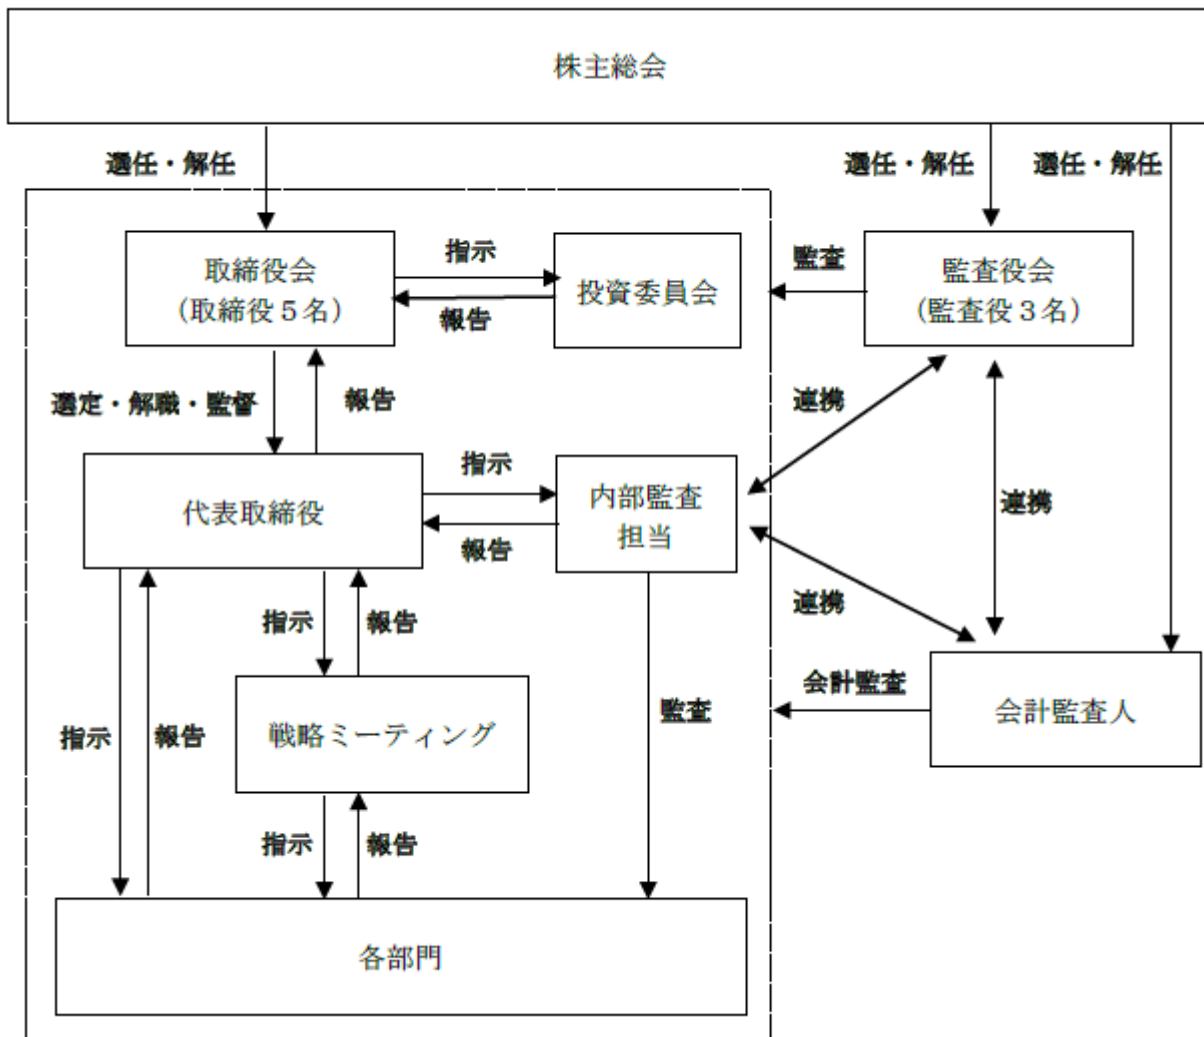 株主総会
選任・解任
選任・解任
選任・解任
取締役会
（取締役５名）
指示
報告
投資委員会
監査
監査役会
（監査役３名）
選定・解職・監督
報告
連携
連携
代表取締役
指示
報告
内部監査
担当
連携
指示
報告
監査
会計監査
会計監査人
戦略ミーティング
指示
報告
指示
報告
各部門